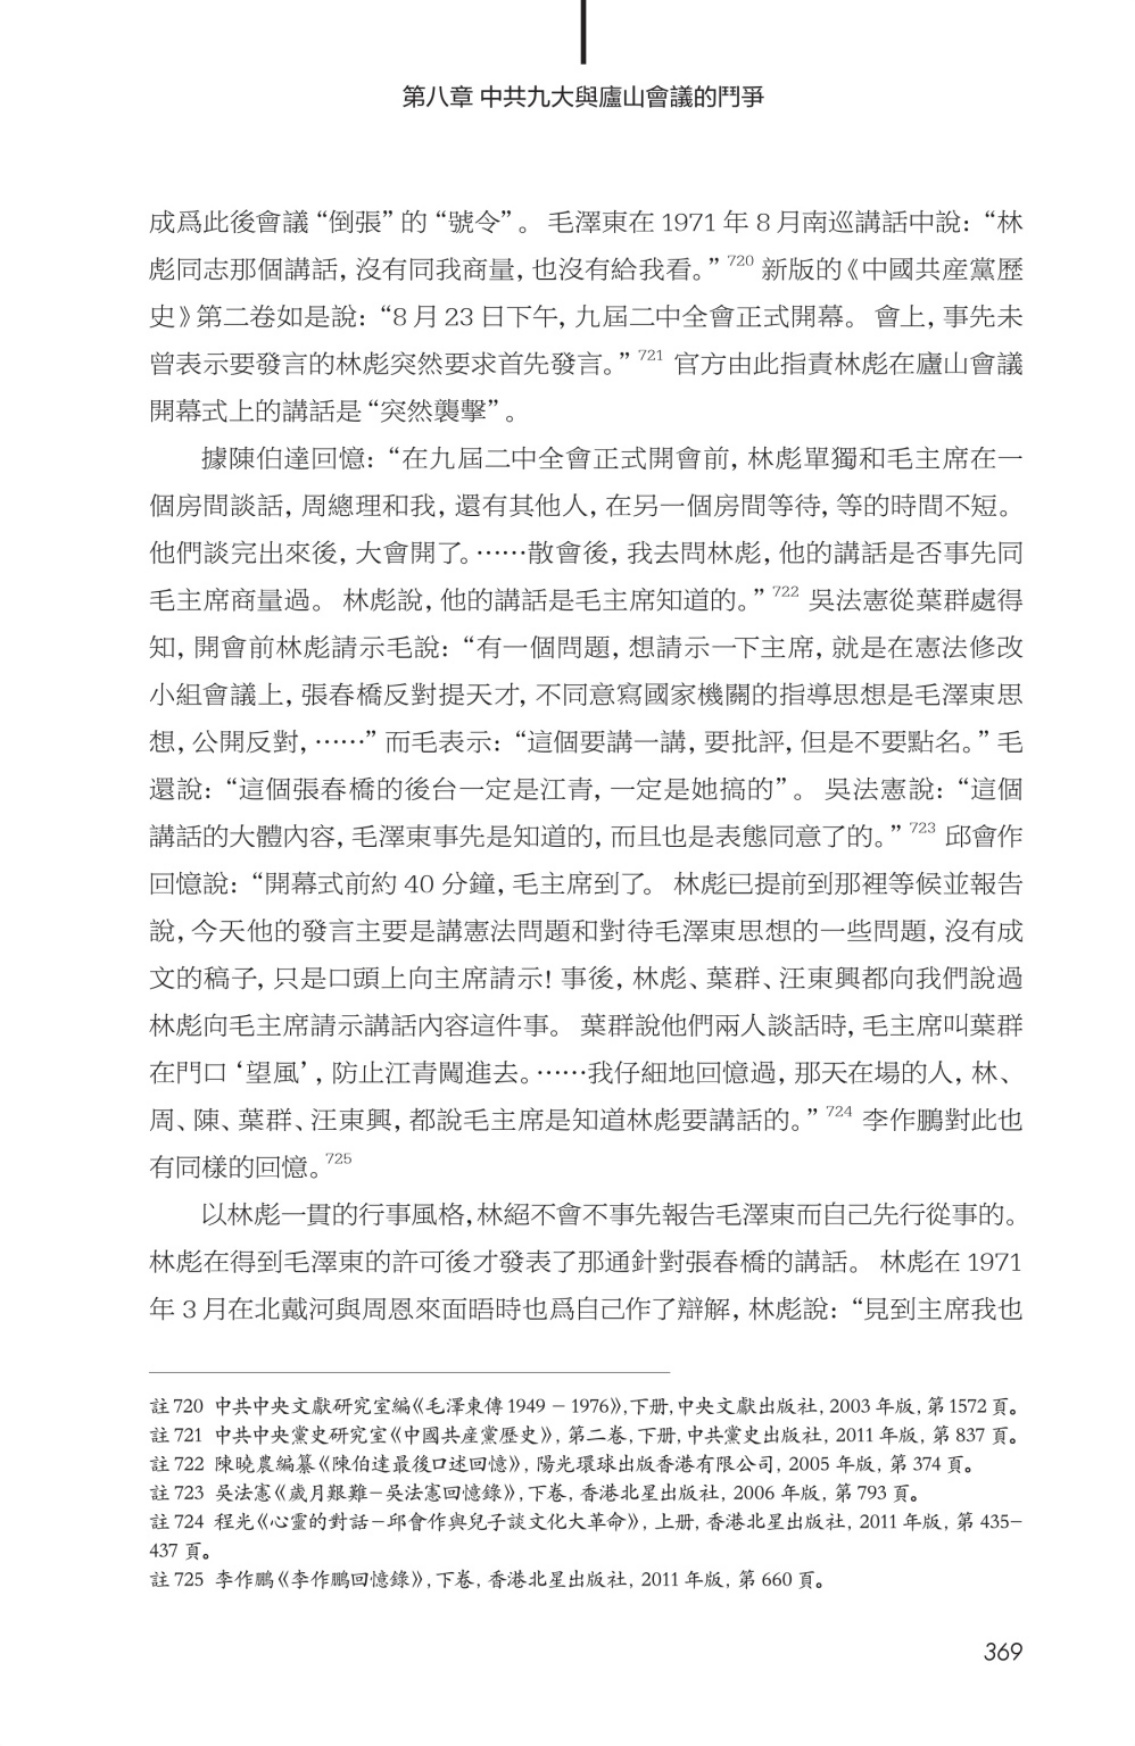 第八章 中共九大與廬山會議的鬥爭
成爲此後會議“倒張”的“號令”。 毛澤東在 1971 年 8 月南巡講話中說：“林
彪同志那個講話，沒有同我商量，也沒有給我看。”720 新版的《中國共産黨歷
史》第二卷如是說：“8 月 23 日下午，九屆二中全會正式開幕。 會上，事先未
曾表示要發言的林彪突然要求首先發言。”721 官方由此指責林彪在廬山會議
開幕式上的講話是“突然襲擊”。
據陳伯達回憶：“在九屆二中全會正式開會前，林彪單獨和毛主席在一
個房間談話，周總理和我，還有其他人，在另一個房間等待，等的時間不短。
他們談完出來後，大會開了。……散會後，我去問林彪，他的講話是否事先同
毛主席商量過。 林彪說，他的講話是毛主席知道的。”722 吳法憲從葉群處得
知，開會前林彪請示毛說：“有一個問題，想請示一下主席，就是在憲法修改
小組會議上，張春橋反對提天才，不同意寫國家機關的指導思想是毛澤東思
想，公開反對，……”而毛表示：“這個要講一講，要批評，但是不要點名。”毛
還說：“這個張春橋的後台一定是江青，一定是她搞的”。 吳法憲說：“這個
講話的大體內容，毛澤東事先是知道的，而且也是表態同意了的。”723 邱會作
回憶說：“開幕式前約 40 分鐘，毛主席到了。 林彪已提前到那裡等候並報告
說，今天他的發言主要是講憲法問題和對待毛澤東思想的一些問題，沒有成
文的稿子，只是口頭上向主席請示！事後，林彪、葉群、汪東興都向我們說過
林彪向毛主席請示講話內容這件事。 葉群說他們兩人談話時，毛主席叫葉群
在門口‘望風’，防止江青闖進去。……我仔細地回憶過，那天在場的人，林、
周、陳、葉群、汪東興，都說毛主席是知道林彪要講話的。”724 李作鵬對此也
有同樣的回憶。725
以林彪一貫的行事風格，林絕不會不事先報告毛澤東而自己先行從事的。
林彪在得到毛澤東的許可後才發表了那通針對張春橋的講話。 林彪在 1971
年 3 月在北戴河與周恩來面晤時也爲自己作了辯解，林彪說：“見到主席我也
註 720 中共中央文獻研究室編《毛澤東傳 1949 – 1976》，下册，中央文獻出版社，2003 年版，第 1572 頁。
註 721 中共中央黨史研究室《中國共産黨歷史》，第二卷，下册，中共黨史出版社，2011 年版，第 837 頁。
註 722 陳曉農編纂《陳伯達最後口述回憶》，陽光環球出版香港有限公司，2005 年版，第 374 頁。
註 723 吳法憲《歲月艱難–吳法憲回憶錄》，下卷，香港北星出版社，2006 年版，第 793 頁。
註 724 程光《心靈的對話–邱會作與兒子談文化大革命》，上册，香港北星出版社，2011 年版，第 435–
437 頁。
註 725 李作鵬《李作鵬回憶錄》，下卷，香港北星出版社，2011 年版，第 660 頁。
369